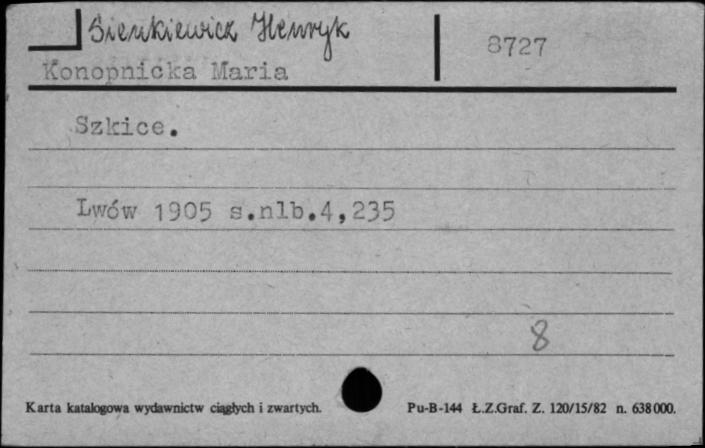 Sienkiewicz Henryk
8727
Konopnicka Maria
Szkice.
Lwów 1905 s.nlb.4,235
8
Karta katalogowa wydawnictw ciągłych i zwartych.
Pu-B-144 Ł.Z.Graf. Z. 120/15/82 n. 638000.